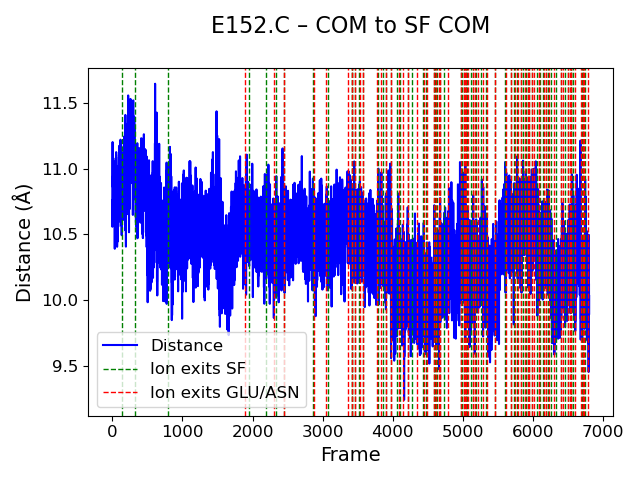 E152.C – COM to SF COM
Distance (Å)
11.5
11.0
10.5
10.0
9.5
Distance
Ion exits SF
Ion exits GLU/ASN
0 1000 2000 3000 4000 5000 6000 7000
Frame